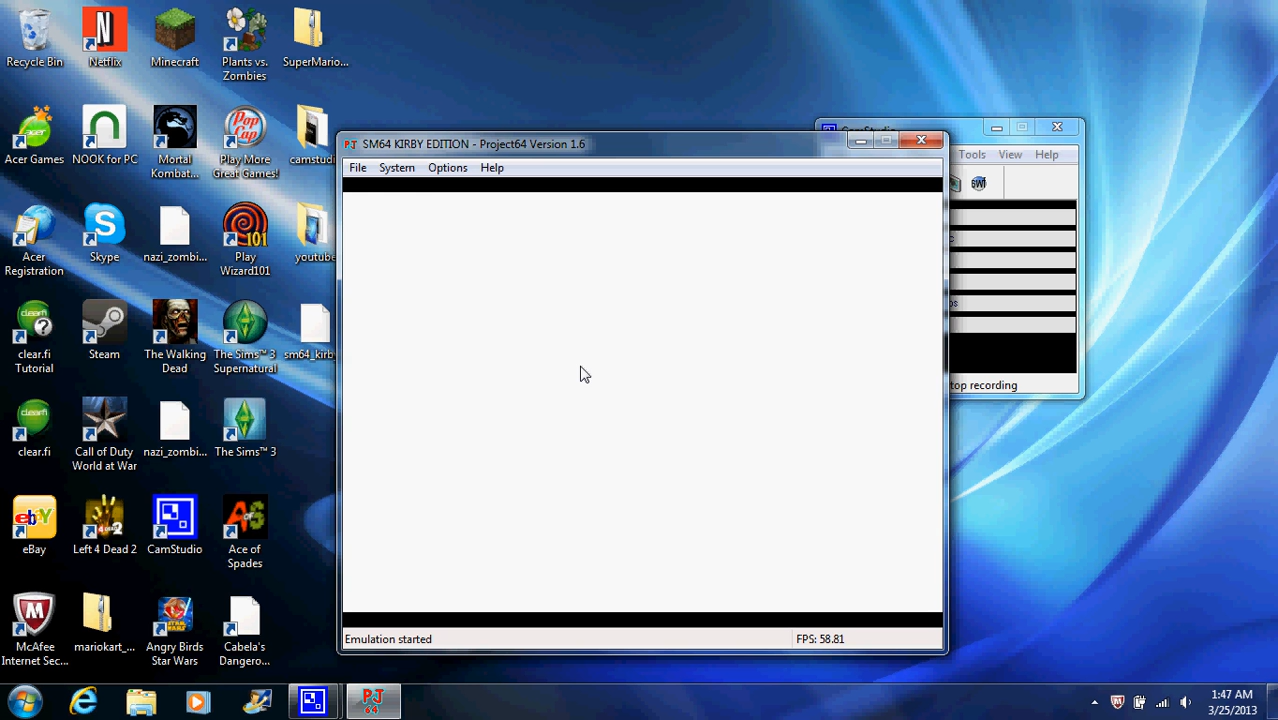 Recycle Bin
Netflix
Minecraft
Plants vs.
Zombies
SuperMario...
Acer Games
NOOK for PC
Mortal
Kombat...
Play More
Great Games!
camstudi
Acer
Registration
Skype
nazi_zombi...
Play
Wizard101
youtube
clear.fi
Tutorial
Steam
The Walking
Dead
The Sims™ 3
Supernatural
sm64_kirby
clear.fi
Call of Duty
World at War
nazi_zombi...
The Sims™ 3
eBay
Left 4 Dead 2
CamStudio
Ace of
Spades
McAfee
Internet Sec...
mariokart_...
Angry Birds
Star Wars
Cabela's
Dangero...
SM64 KIRBY EDITION - Project64 Version 1.6
File System Options Help
Emulation started
FPS: 58.81
Tools View Help
top recording
1:47 AM
3/25/2013